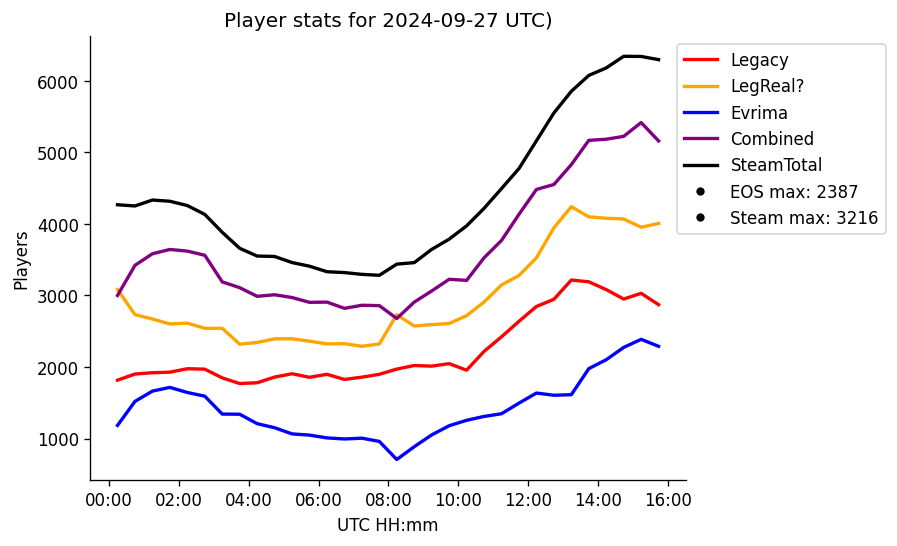 Player stats for 2024-09-27 UTC)
Players
6000
5000
4000
3000
2000
1000
00:00 02:00 04:00 06:00 08:00 10:00 12:00 14:00 16:00
UTC HH:mm
Legacy
LegReal?
Evrima
Combined
SteamTotal
EOS max: 2387
Steam max: 3216